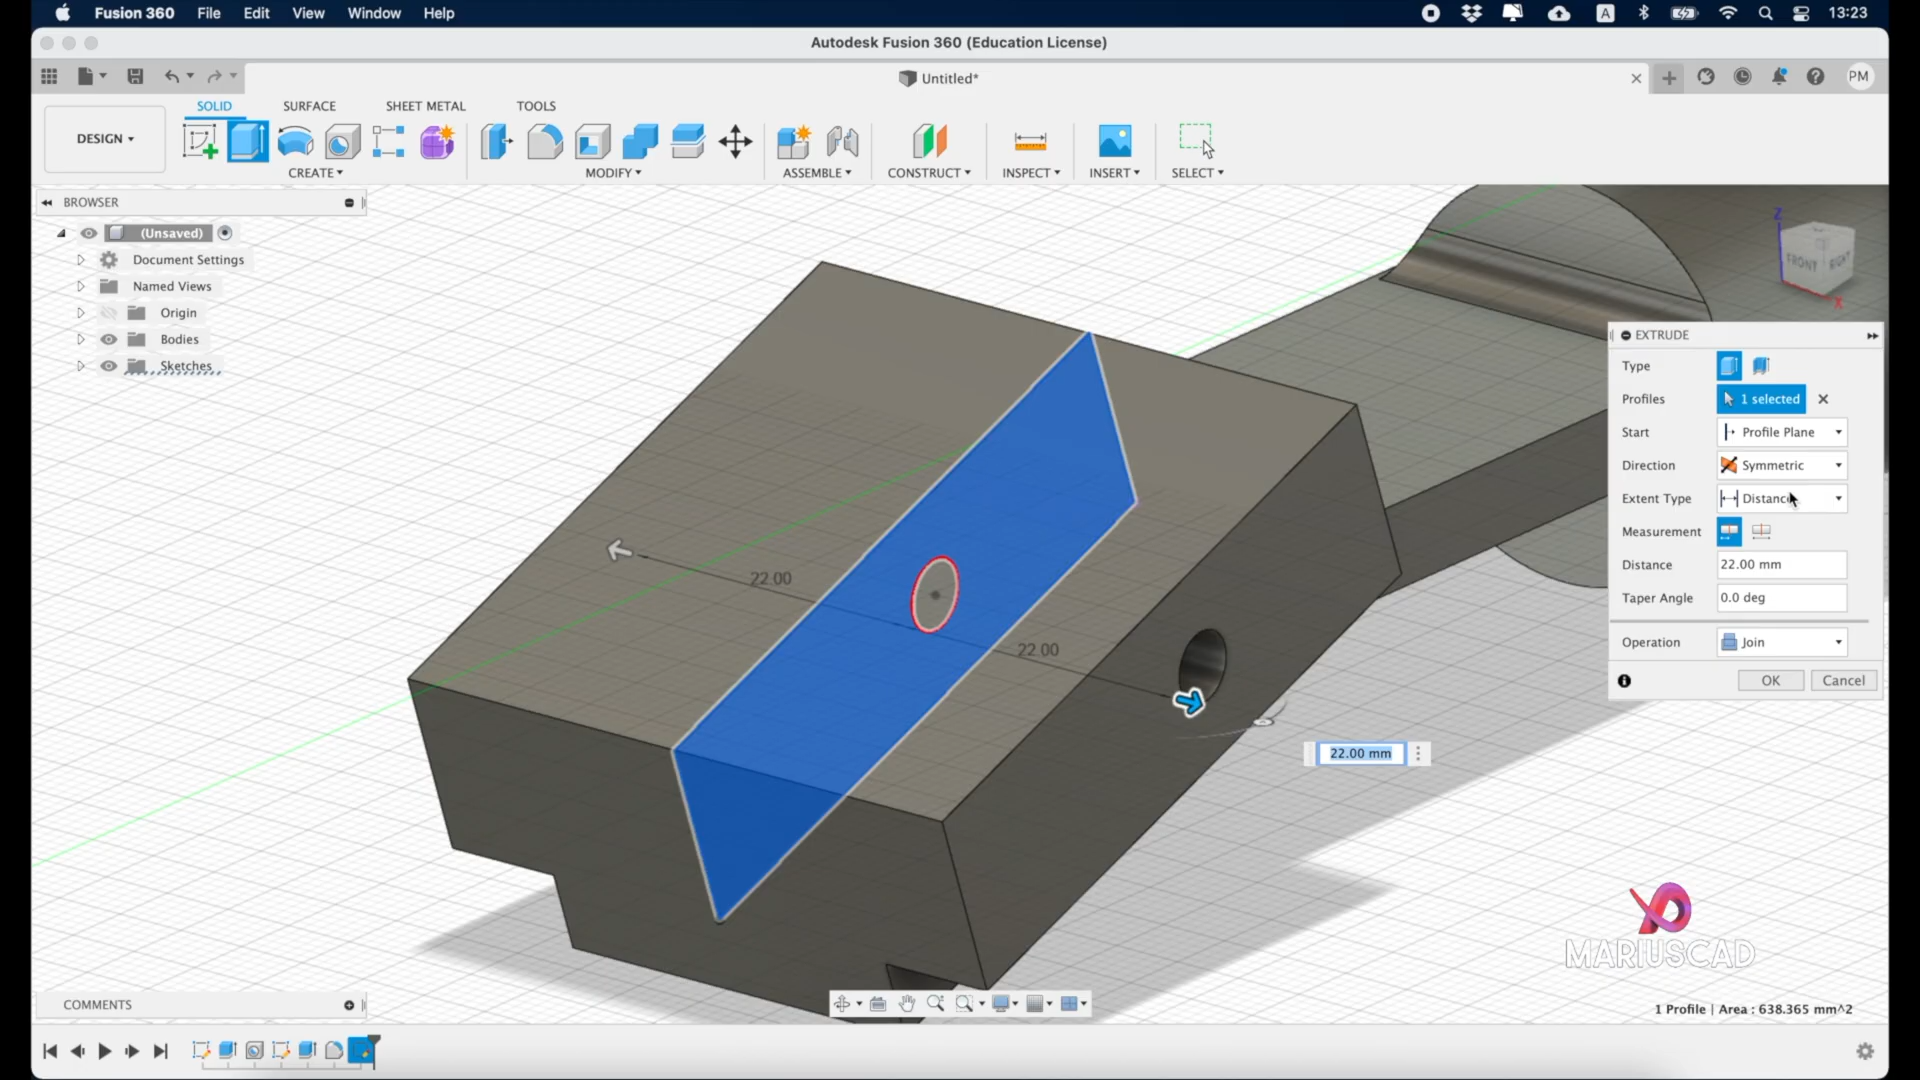 Fusion 360 File Edit View Window Help
A 13:23
Autodesk Fusion 360 (Education License)
Untitled*
PM
SOLID SURFACE SHEET METAL TOOLS
DESIGN
CREATE MODIFY ASSEMBLE CONSTRUCT INSPECT INSERT SELECT
BROWSER
(Unsaved)
Document Settings
Named Views
Origin
Bodies
Sketches
Z
FRONT RIGHT
X
EXTRUDE
Type
Profiles 1 selected
Start Profile Plane
Direction Symmetric
Extent Type Distance
Measurement
Distance 22.00 mm
Taper Angle 0.0 deg
Operation Join
OK Cancel
22.00
22.00
22.00 mm
MARIUSCAD
COMMENTS
1 Profile | Area : 638.365 mm^2